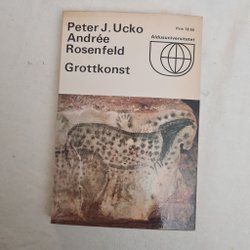 Peter J. Ucko
Andrée
Rosenfeld
Grottkonst
Aldusuniversitetet